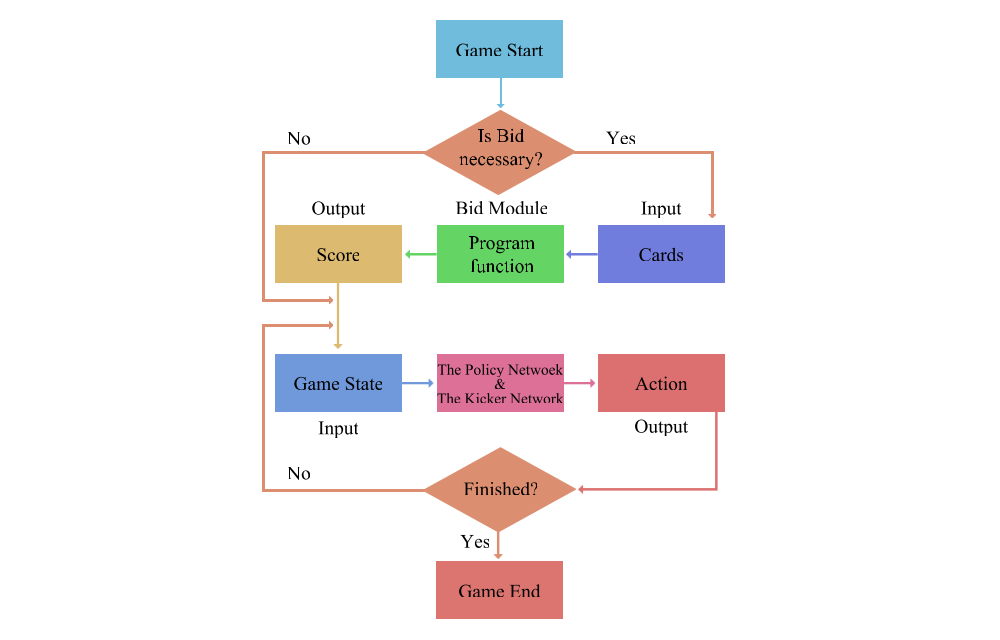 Game Start
Is Bid
necessary?
No
Yes
Output
Bid Module
Input
Score
Program
function
Cards
Game State
The Policy Netwoek
&
The Kicker Network
Action
Input
Output
No
Finished?
Yes
Game End